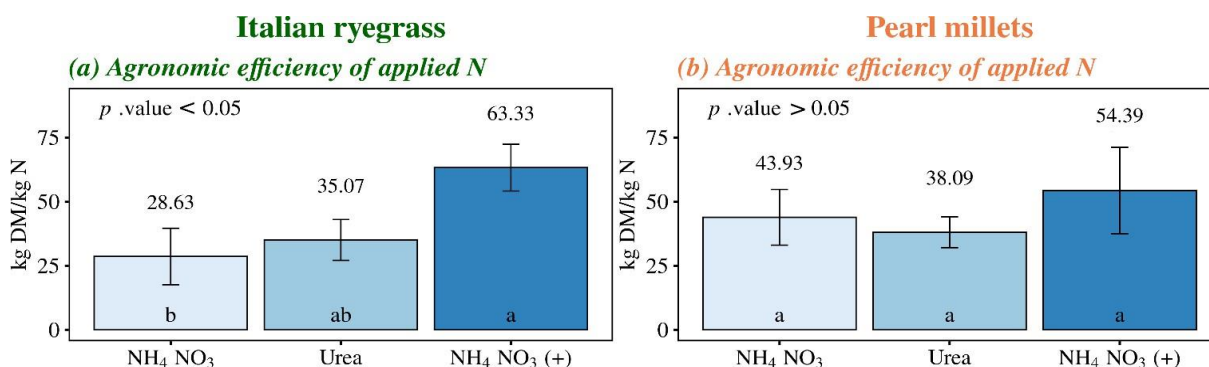 Italian ryegrass
(a) Agronomic efficiency of applied N
p .value < 0.05
63.33
35.07
28.63
75
50
25
0
kg DM/kg N
b
ab
a
NH₄ NO₃
Urea
NH₄ NO₃ (+)
Pearl millets
(b) Agronomic efficiency of applied N
p .value > 0.05
54.39
43.93
38.09
75
50
25
0
kg DM/kg N
a
a
a
NH₄ NO₃
Urea
NH₄ NO₃ (+)